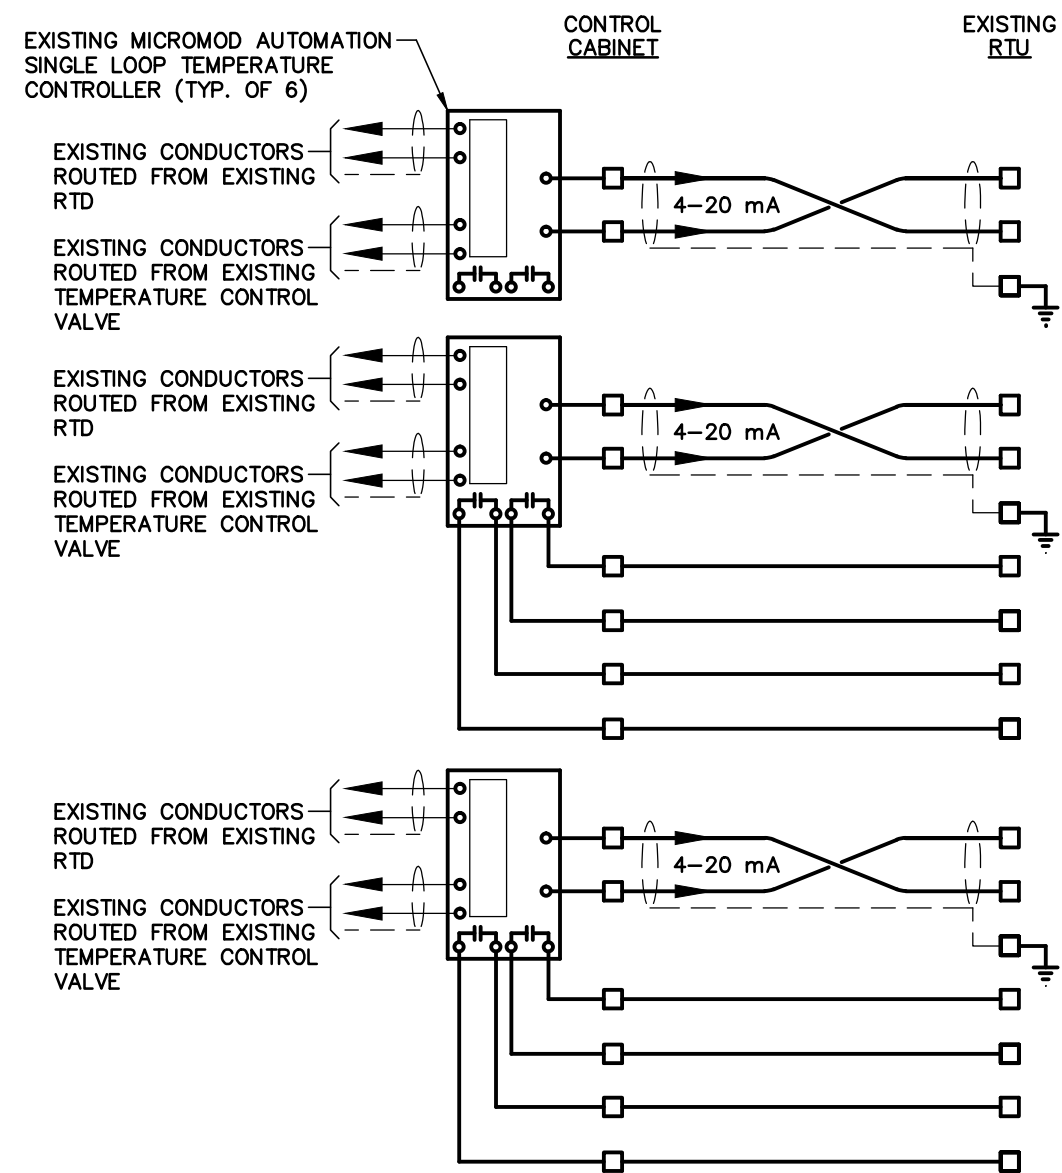 CONTROL
CABINET
EXISTING
RTU
EXISTING MICROMOD AUTOMATION
SINGLE LOOP TEMPERATURE
CONTROLLER (TYP. OF 6)
EXISTING CONDUCTORS
ROUTED FROM EXISTING
RTD
4-20 mA
EXISTING CONDUCTORS
ROUTED FROM EXISTING
TEMPERATURE CONTROL
VALVE
EXISTING CONDUCTORS
ROUTED FROM EXISTING
RTD
4-20 mA
EXISTING CONDUCTORS
ROUTED FROM EXISTING
TEMPERATURE CONTROL
VALVE
EXISTING CONDUCTORS
ROUTED FROM EXISTING
RTD
4-20 mA
EXISTING CONDUCTORS
ROUTED FROM EXISTING
TEMPERATURE CONTROL
VALVE